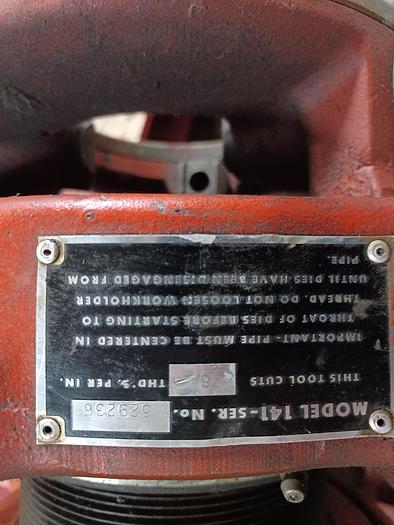 MODEL 141-SER. No. 329236
THIS TOOL CUTS 8 THD'S. PER IN.
IMPORTANT - PIPE MUST BE CENTERED IN
THROAT OF DIES BEFORE STARTING TO
THREAD. DO NOT LOOSEN WORKHOLDER
UNTIL DIES HAVE BEEN DISENGAGED FROM
PIPE.